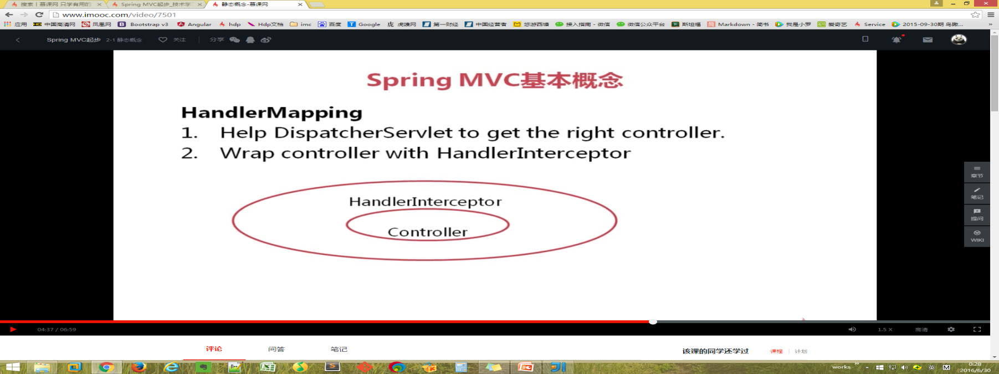 搜索丨慕课网 只学有用的
Spring MVC起步_技术学习
静态概念-慕课网
www.imooc.com/video/7501
应用 中国高清网 凤凰网 Bootstrap v3 Angular hdp Hdp文档 imc 百度 Google 虎嗅网 第一财经 中国经营者 悠游西塘 接入指南 - 微信 微信公众平台 斯坦福 Markdown - 简书 我是小罗 爱奇艺 Service 2015-09-30期 鸟瞰...
Spring MVC起步 2-1 静态概念 关注 分享
Spring MVC基本概念
HandlerMapping
1. Help DispatcherServlet to get the right controller.
2. Wrap controller with HandlerInterceptor
HandlerInterceptor
Controller
章节
笔记
提问
WIKI
04:37 / 06:59 1.5 X 高清
评论 问答 笔记
该课的同学还学过 课程 计划
works 英 M
0:28
2016/6/30